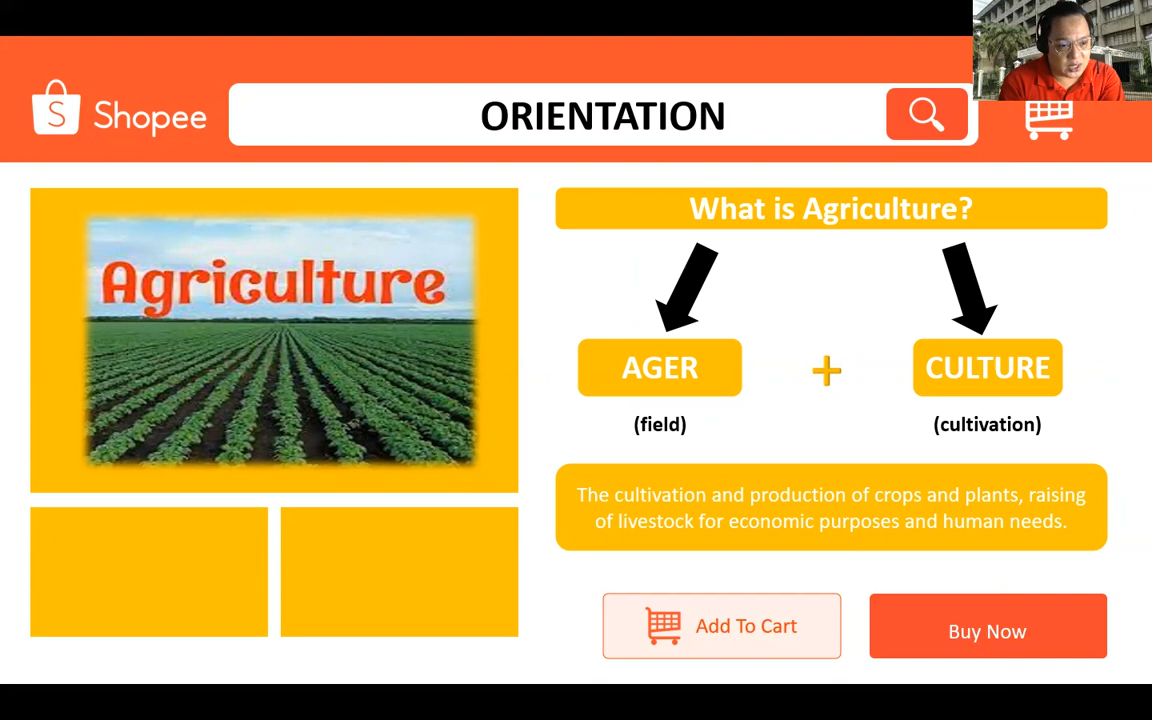 S
Shopee
ORIENTATION
Agriculture
What is Agriculture?
AGER
+
CULTURE
(field)
(cultivation)
The cultivation and production of crops and plants, raising
of livestock for economic purposes and human needs.
Add To Cart
Buy Now